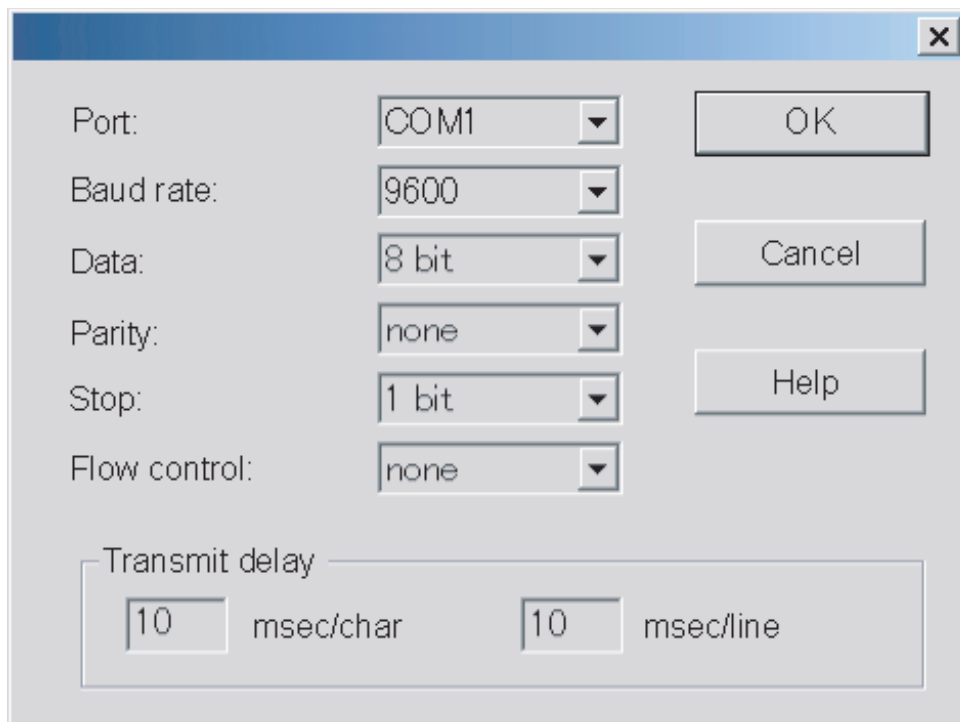 Port: COM1 OK
Baud rate: 9600
Data: 8 bit Cancel
Parity: none
Stop: 1 bit Help
Flow control: none
Transmit delay
10 msec/char 10 msec/line